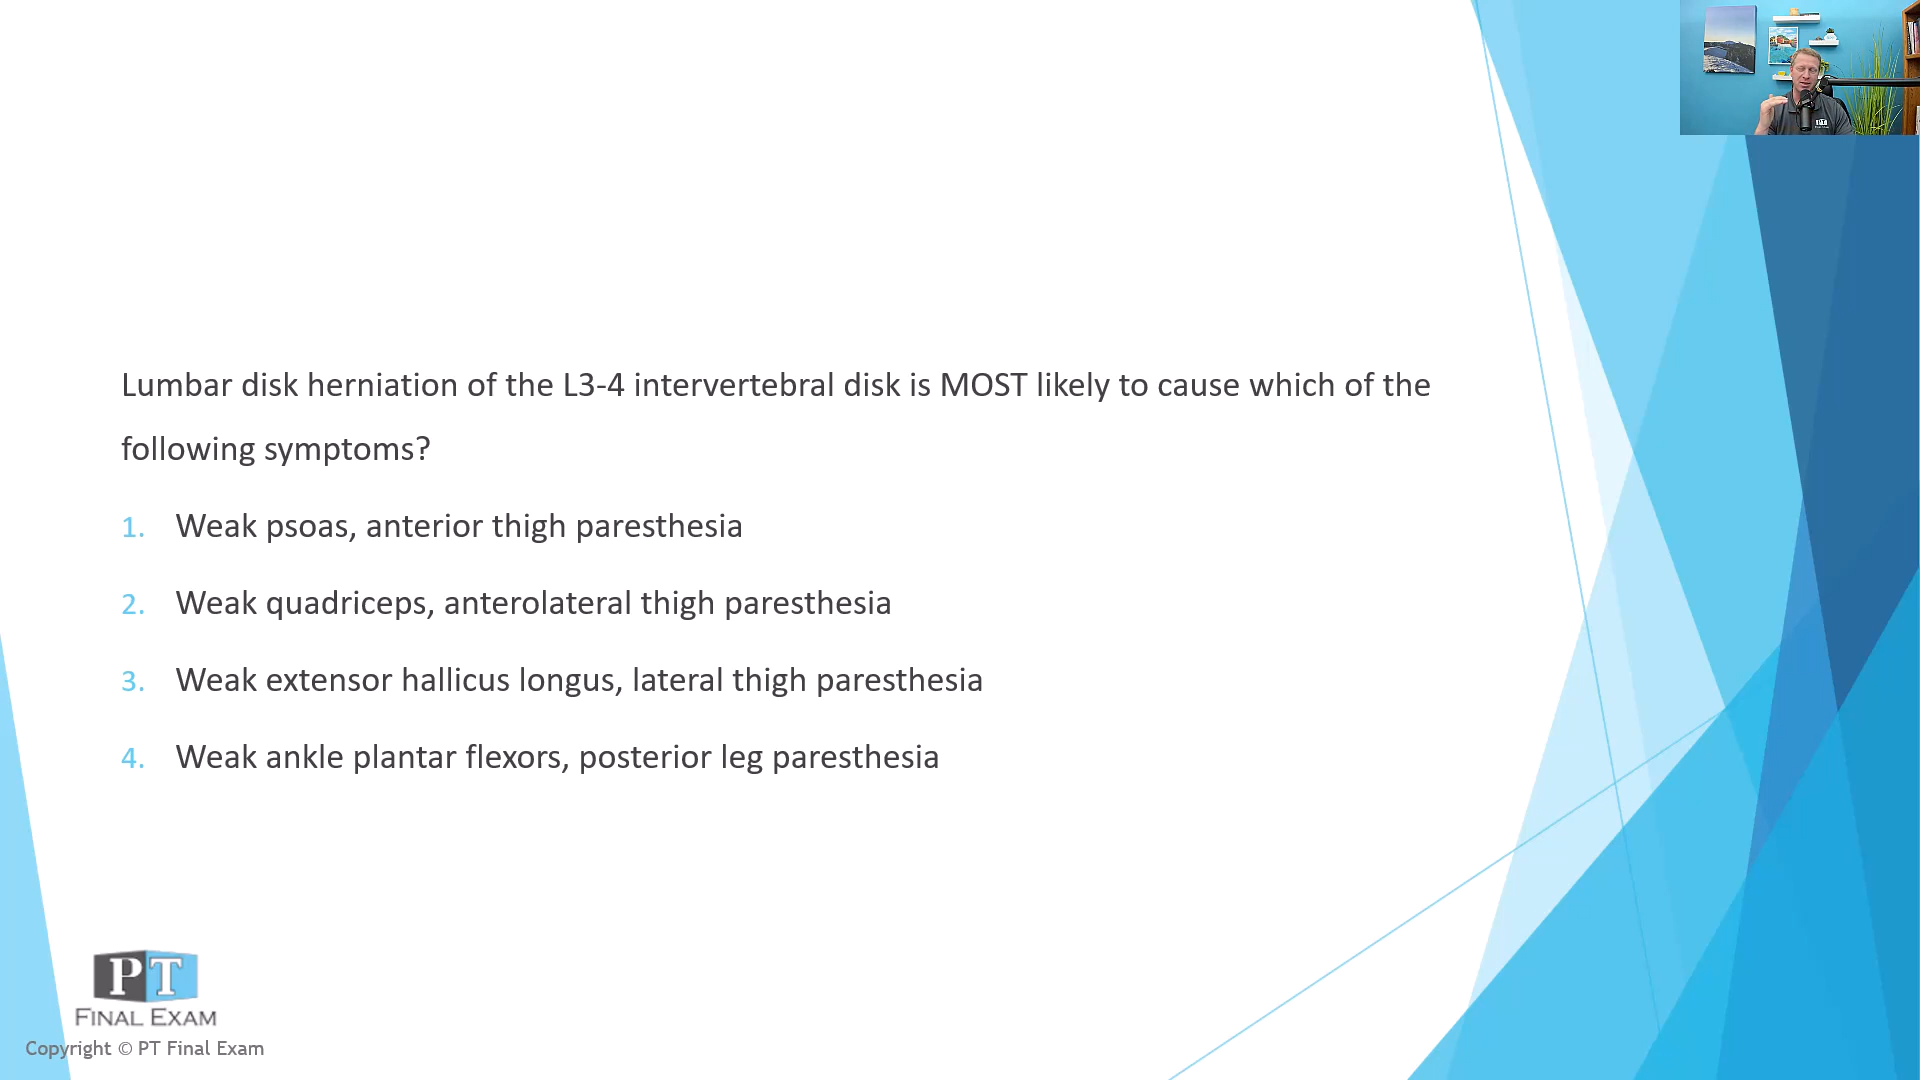 Lumbar disk herniation of the L3-4 intervertebral disk is MOST likely to cause which of the
following symptoms?
1. Weak psoas, anterior thigh paresthesia
2. Weak quadriceps, anterolateral thigh paresthesia
3. Weak extensor hallicus longus, lateral thigh paresthesia
4. Weak ankle plantar flexors, posterior leg paresthesia
PT
FINAL EXAM
Copyright © PT Final Exam